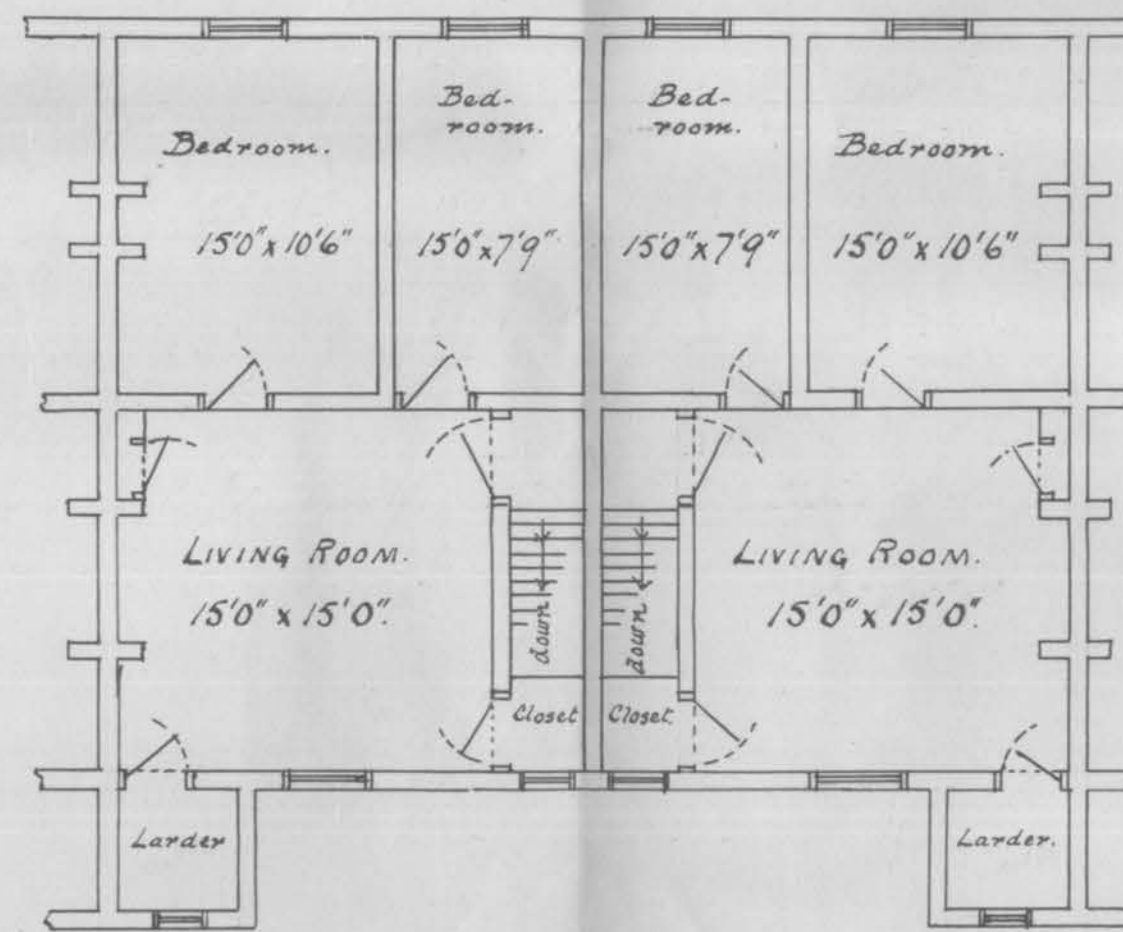 Bedroom.
15'0" x 10'6"
Bed-
room.
15'0" x 7'9"
Bed-
room.
15'0" x 7'9"
Bedroom.
15'0" x 10'6"
LIVING ROOM.
15'0" x 15'0".
down
down
LIVING ROOM.
15'0" x 15'0".
Closet
Closet.
Larder
Larder.